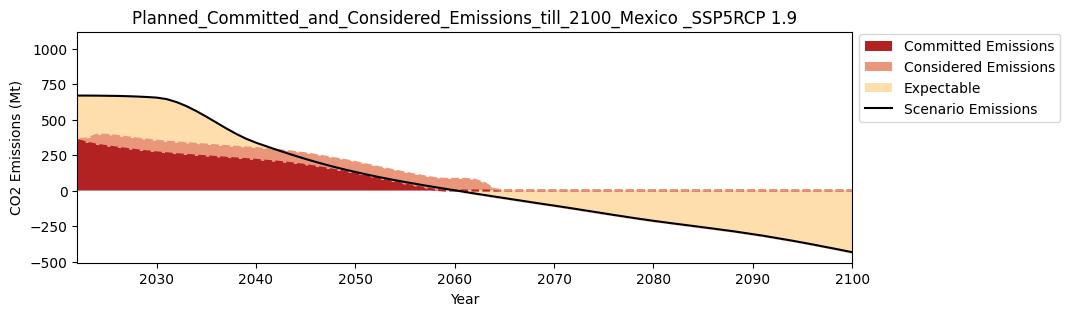 Planned_Committed_and_Considered_Emissions_till_2100_Mexico _SSP5RCP 1.9
CO2 Emissions (Mt)
1000
750
500
250
0
−250
−500
2030 2040 2050 2060 2070 2080 2090 2100
Year
Committed Emissions
Considered Emissions
Expectable
Scenario Emissions